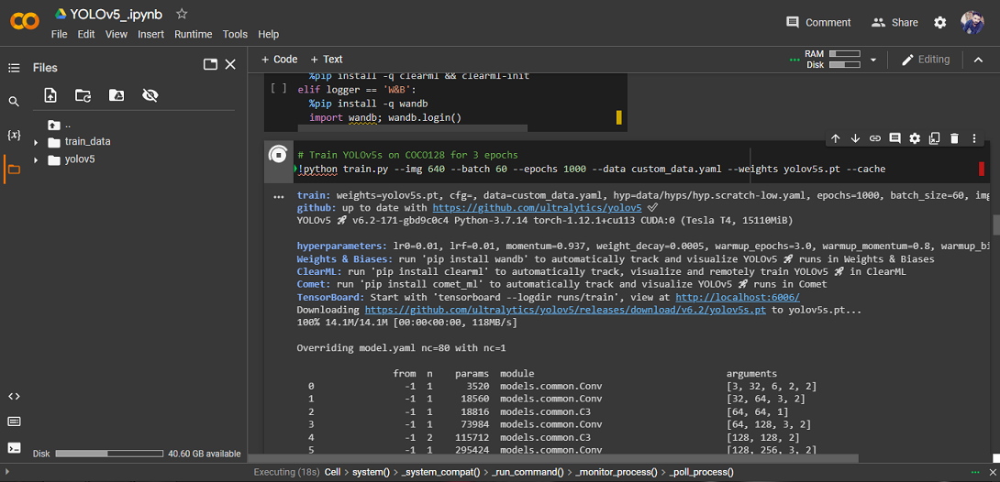 YOLOv5_.ipynb
File Edit View Insert Runtime Tools Help
Comment Share
Files
+ Code + Text
RAM
Disk
Editing
..
train_data
yolov5
{x}
%pip install -q clearml && clearml-init
[ ] elif logger == 'W&B':
%pip install -q wandb
import wandb; wandb.login()
# Train YOLOv5s on COCO128 for 3 epochs
!python train.py --img 640 --batch 60 --epochs 1000 --data custom_data.yaml --weights yolov5s.pt --cache
train: weights=yolov5s.pt, cfg=, data=custom_data.yaml, hyp=data/hyps/hyp.scratch-low.yaml, epochs=1000, batch_size=60, img
github: up to date with https://github.com/ultralytics/yolov5 ✅
YOLOv5 🚀 v6.2-171-gbd9c0c4 Python-3.7.14 torch-1.12.1+cu113 CUDA:0 (Tesla T4, 15110MiB)
hyperparameters: lr0=0.01, lrf=0.01, momentum=0.937, weight_decay=0.0005, warmup_epochs=3.0, warmup_momentum=0.8, warmup_bi
Weights & Biases: run 'pip install wandb' to automatically track and visualize YOLOv5 🚀 runs in Weights & Biases
ClearML: run 'pip install clearml' to automatically track, visualize and remotely train YOLOv5 🚀 in ClearML
Comet: run 'pip install comet_ml' to automatically track and visualize YOLOv5 🚀 runs in Comet
TensorBoard: Start with 'tensorboard --logdir runs/train', view at http://localhost:6006/
Downloading https://github.com/ultralytics/yolov5/releases/download/v6.2/yolov5s.pt to yolov5s.pt...
100% 14.1M/14.1M [00:00<00:00, 118MB/s]
Overriding model.yaml nc=80 with nc=1
from n params module arguments
0 -1 1 3520 models.common.Conv [3, 32, 6, 2, 2]
1 -1 1 18560 models.common.Conv [32, 64, 3, 2]
2 -1 1 18816 models.common.C3 [64, 64, 1]
3 -1 1 73984 models.common.Conv [64, 128, 3, 2]
4 -1 2 115712 models.common.C3 [128, 128, 2]
5 -1 1 295424 models.common.Conv [128, 256, 3, 2]
Disk 40.60 GB available
Executing (18s) Cell > system() > _system_compat() > _run_command() > _monitor_process() > _poll_process()